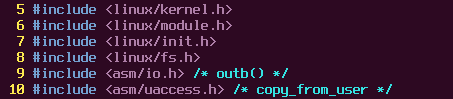 5 #include <linux/kernel.h>
6 #include <linux/module.h>
7 #include <linux/init.h>
8 #include <linux/fs.h>
9 #include <asm/io.h> /* outb() */
10 #include <asm/uaccess.h> /* copy_from_user */